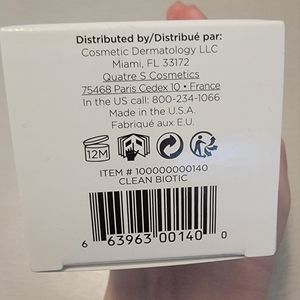 Distributed by/Distribué par:
Cosmetic Dermatology LLC
Miami, FL 33172
Quatre S Cosmetics
75468 Paris Cedex 10 • France
In the US call: 800-234-1066
Made in the U.S.A.
Fabriqué aux E.U.
12M
ITEM # 100000000140
CLEAN BIOTIC
6 63963 00140 0